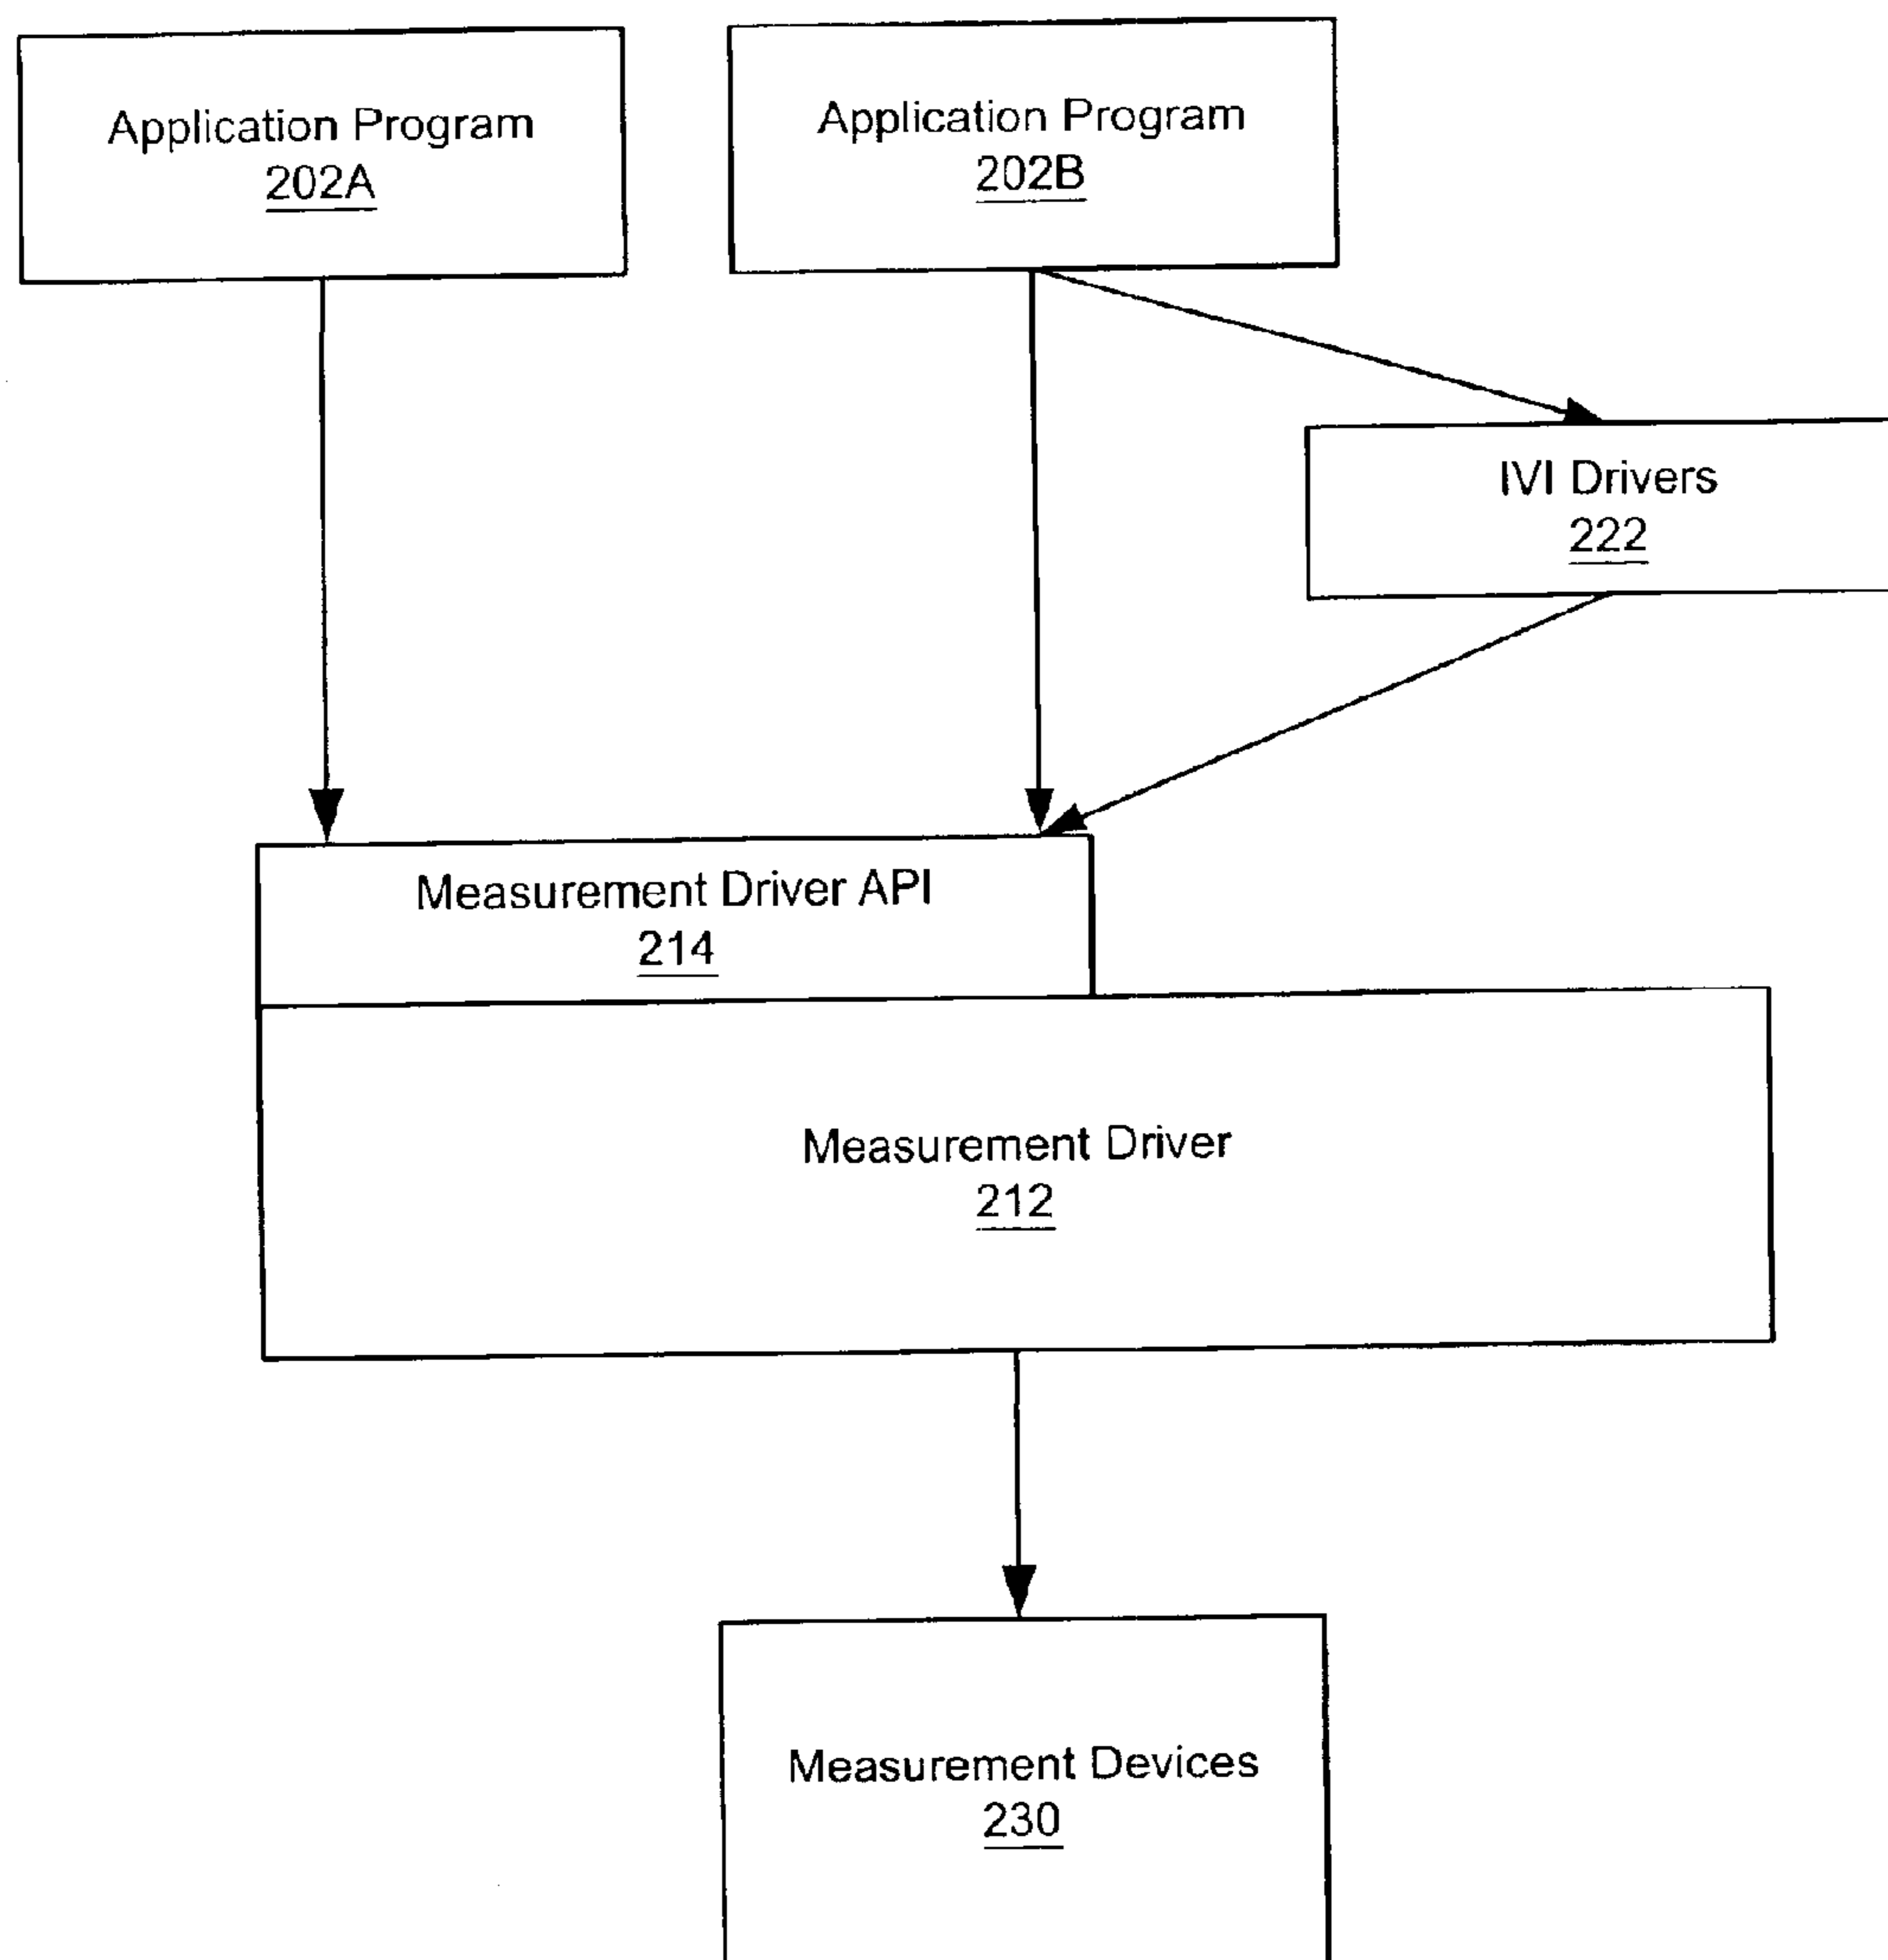 Application Program
202A
Application Program
202B
IVI Drivers
222
Measurement Driver API
214
Measurement Driver
212
Measurement Devices
230